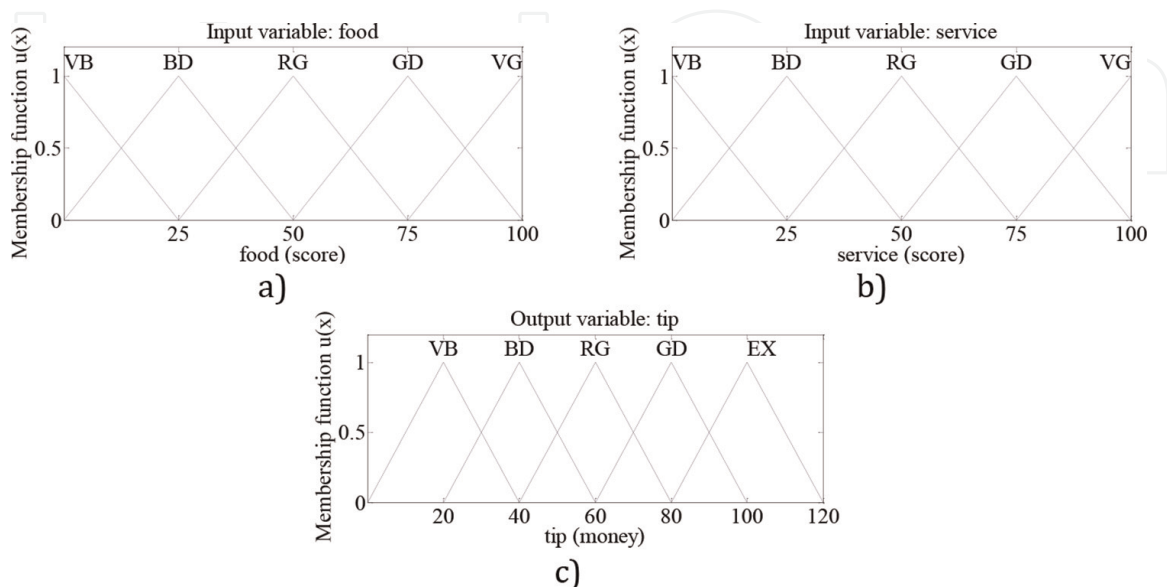 Input variable: food
VB BD RG GD VG
Membership function u(x)
1
0.5
0
25 50 75 100
food (score)
a)
Input variable: service
VB BD RG GD VG
Membership function u(x)
1
0.5
0
25 50 75 100
service (score)
b)
Output variable: tip
VB BD RG GD EX
Membership function u(x)
1
0.5
0
20 40 60 80 100 120
tip (money)
c)